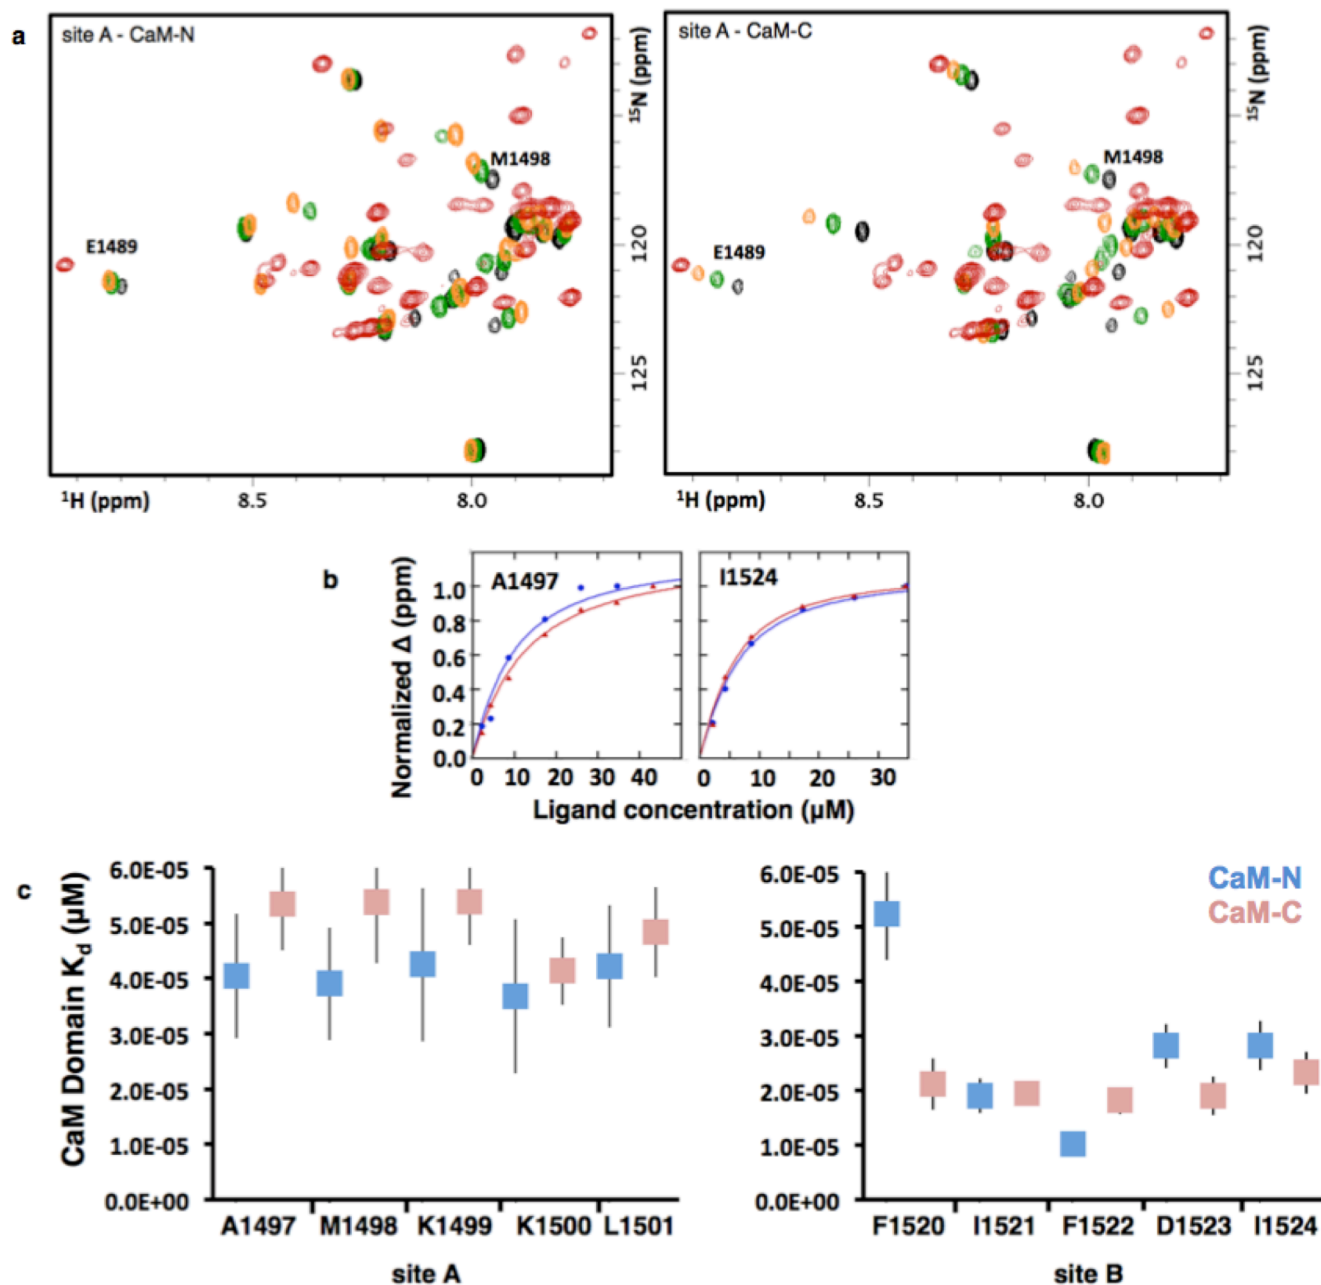 a
site A - CaM-N
M1498
E1489
15N (ppm)
120
125
1H (ppm)
8.5
8.0
site A - CaM-C
M1498
E1489
15N (ppm)
120
125
1H (ppm)
8.5
8.0
b
Normalized Δ (ppm)
1.0
0.8
0.6
0.4
0.2
0.0
A1497
0 10 20 30 40
I1524
0 10 20 30
Ligand concentration (µM)
c
CaM Domain Kd (µM)
6.0E-05
5.0E-05
4.0E-05
3.0E-05
2.0E-05
1.0E-05
0.0E+00
A1497 M1498 K1499 K1500 L1501
site A
6.0E-05
5.0E-05
4.0E-05
3.0E-05
2.0E-05
1.0E-05
0.0E+00
CaM-N
CaM-C
F1520 I1521 F1522 D1523 I1524
site B